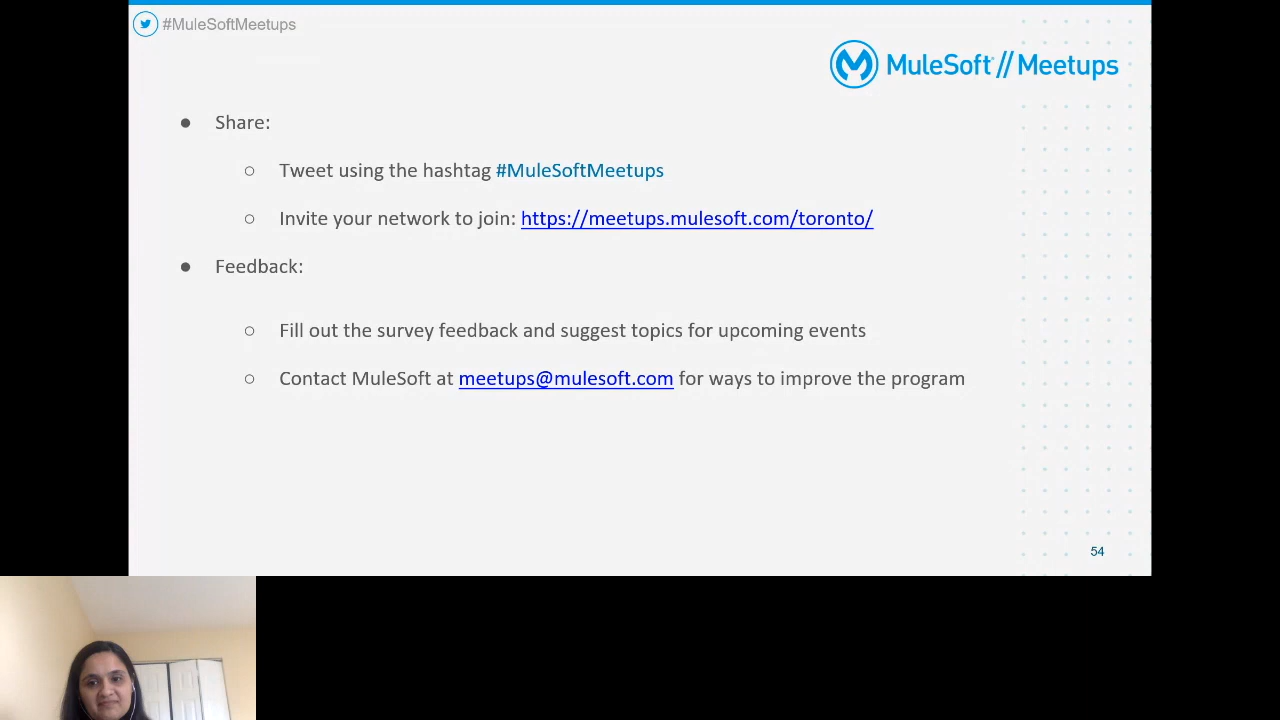 #MuleSoftMeetups
MuleSoft // Meetups
● Share:
○ Tweet using the hashtag #MuleSoftMeetups
○ Invite your network to join: https://meetups.mulesoft.com/toronto/
● Feedback:
○ Fill out the survey feedback and suggest topics for upcoming events
○ Contact MuleSoft at meetups@mulesoft.com for ways to improve the program
54